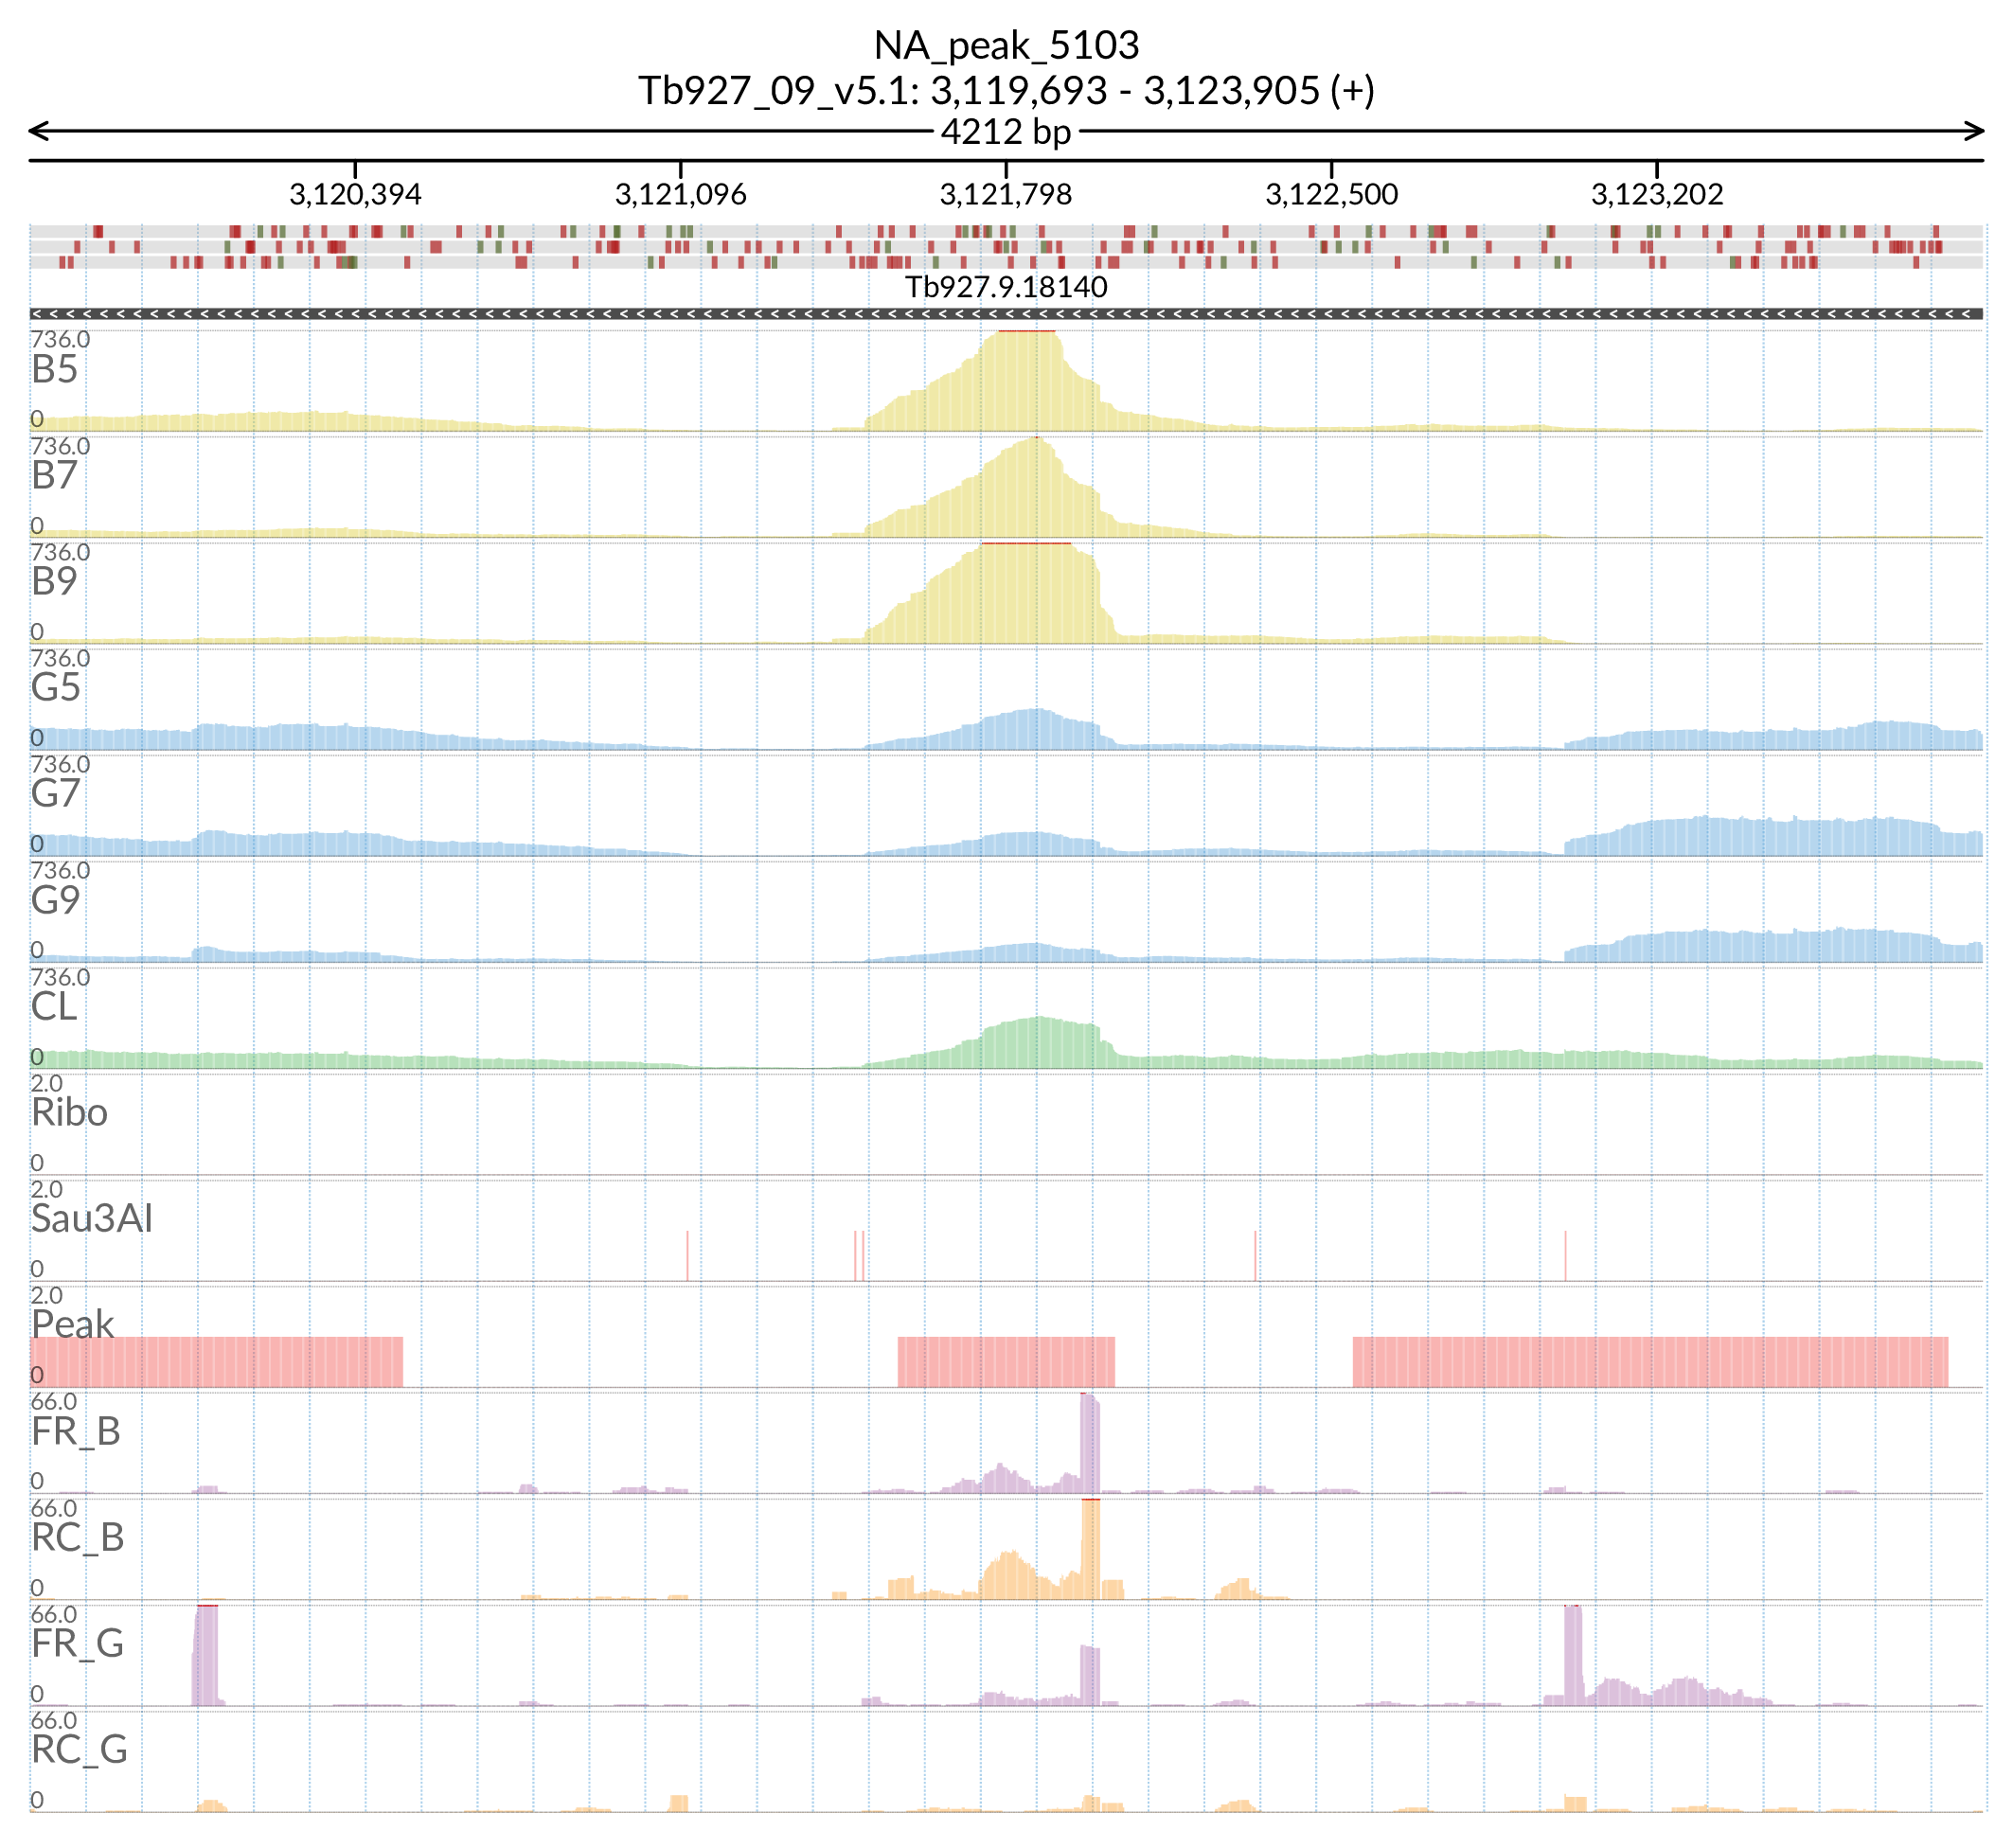 NA_peak_5103
Tb927_09_v5.1: 3,119,693 - 3,123,905 (+)
4212 bp
3,120,394 3,121,096 3,121,798 3,122,500 3,123,202
Tb927.9.18140
736.0
B5
0
736.0
B7
0
736.0
B9
0
736.0
G5
0
736.0
G7
0
736.0
G9
0
736.0
CL
0
2.0
Ribo
0
2.0
Sau3AI
0
2.0
Peak
0
66.0
FR_B
0
66.0
RC_B
0
66.0
FR_G
0
66.0
RC_G
0